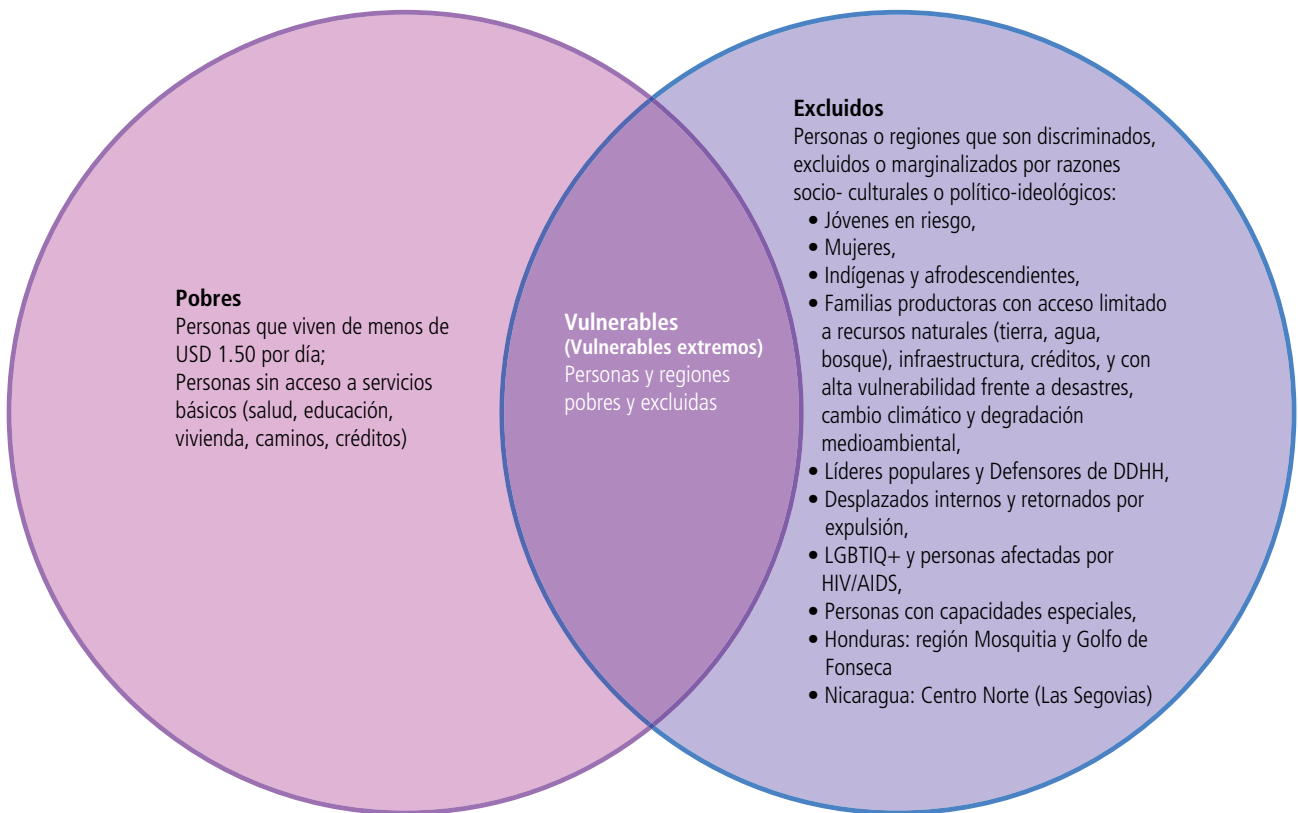 Pobres
Personas que viven de menos de
USD 1.50 por día;
Personas sin acceso a servicios
básicos (salud, educación,
vivienda, caminos, créditos)
Vulnerables
(Vulnerables extremos)
Personas y regiones
pobres y excluidas
Excluidos
Personas o regiones que son discriminados,
excluidos o marginalizados por razones
socio- culturales o político-ideológicos:
• Jóvenes en riesgo,
• Mujeres,
• Indígenas y afrodescendientes,
• Familias productoras con acceso limitado
a recursos naturales (tierra, agua,
bosque), infraestructura, créditos, y con
alta vulnerabilidad frente a desastres,
cambio climático y degradación
medioambiental,
• Líderes populares y Defensores de DDHH,
• Desplazados internos y retornados por
expulsión,
• LGBTIQ+ y personas afectadas por
HIV/AIDS,
• Personas con capacidades especiales,
• Honduras: región Mosquitia y Golfo de
Fonseca
• Nicaragua: Centro Norte (Las Segovias)